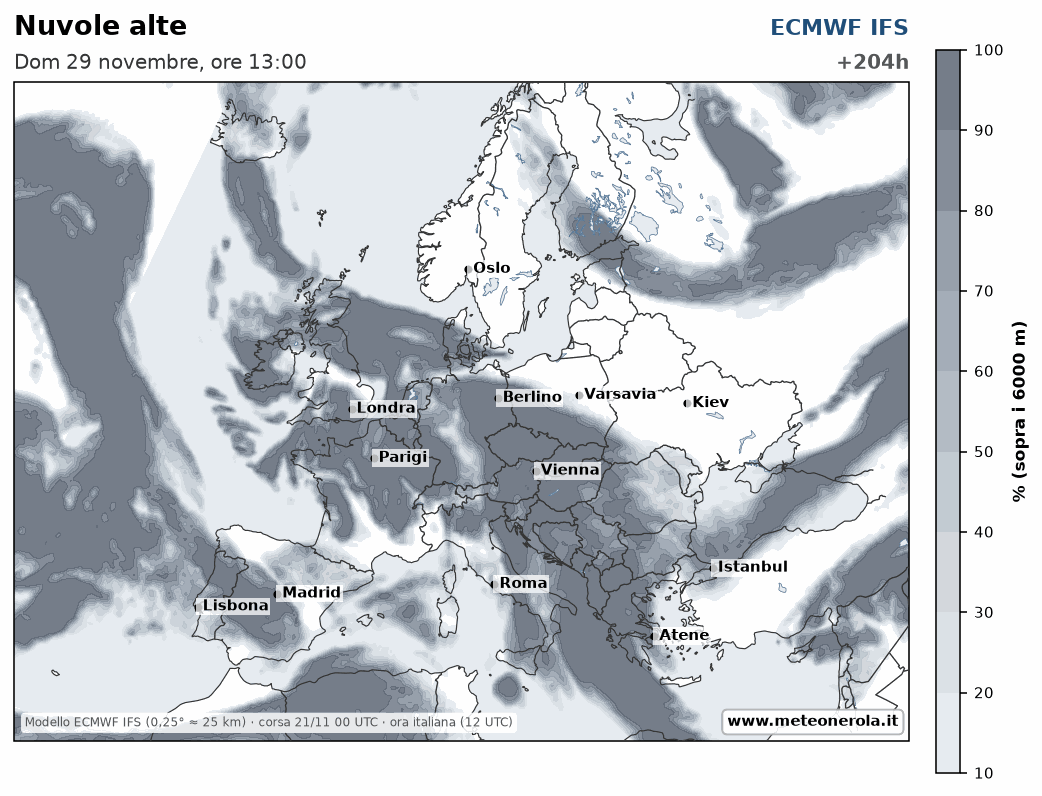 Nuvole alte
ECMWF IFS
Dom 29 novembre, ore 13:00
+204h
Oslo
Berlino
Varsavia
Kiev
Londra
Parigi
Vienna
Istanbul
Roma
Madrid
Lisbona
Atene
Modello ECMWF IFS (0,25° ≈ 25 km) · corsa 21/11 00 UTC · ora italiana (12 UTC)
www.meteonerola.it
100
90
80
70
60
50
40
30
20
10
% (sopra i 6000 m)